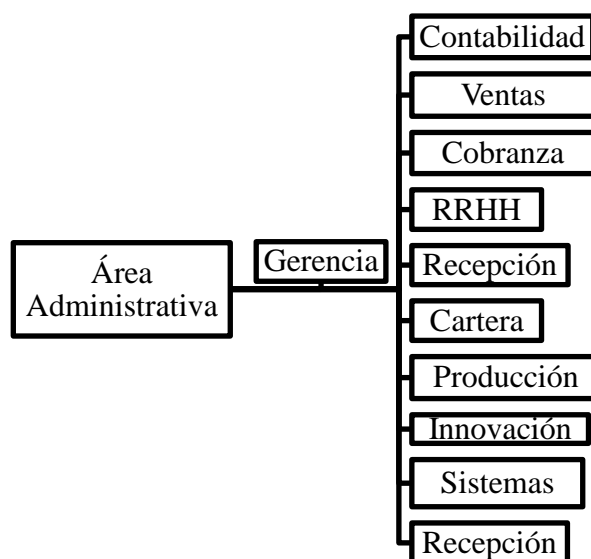 Área
Administrativa
Gerencia
Contabilidad
Ventas
Cobranza
RRHH
Recepción
Cartera
Producción
Innovación
Sistemas
Recepción